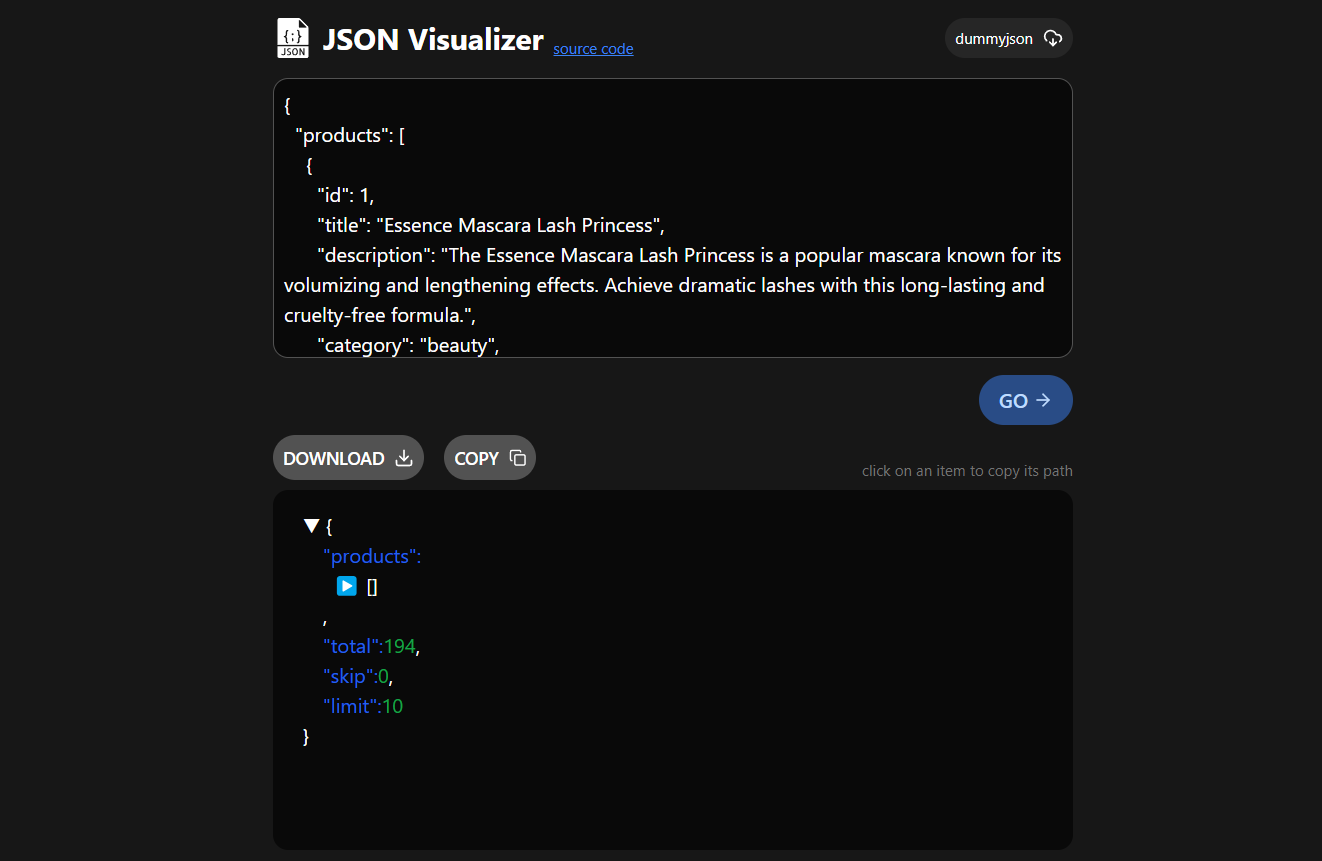 {;}
JSON
JSON Visualizer source code
dummyjson
{
"products": [
{
"id": 1,
"title": "Essence Mascara Lash Princess",
"description": "The Essence Mascara Lash Princess is a popular mascara known for its
volumizing and lengthening effects. Achieve dramatic lashes with this long-lasting and
cruelty-free formula.",
"category": "beauty",
GO
DOWNLOAD
COPY
click on an item to copy its path
▼ {
"products":
▶ []
,
"total":194,
"skip":0,
"limit":10
}